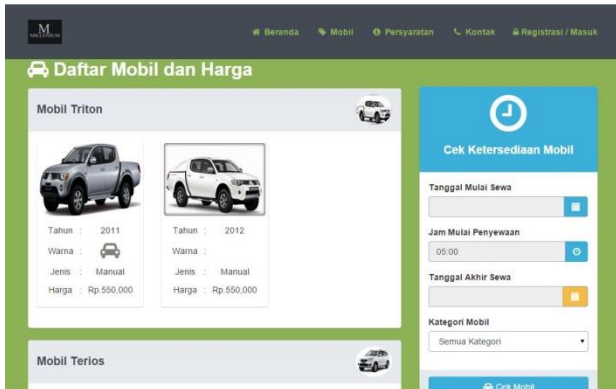 M
MILLENIUM
Beranda
Mobil
Persyaratan
Kontak
Registrasi / Masuk
Daftar Mobil dan Harga
Mobil Triton
Tahun : 2011
Warna :
Jenis : Manual
Harga : Rp.550,000
Tahun : 2012
Warna :
Jenis : Manual
Harga : Rp.550,000
Mobil Terios
Cek Ketersediaan Mobil
Tanggal Mulai Sewa
Jam Mulai Penyewaan
05:00
Tanggal Akhir Sewa
Kategori Mobil
Semua Kategori
Cek Mobil